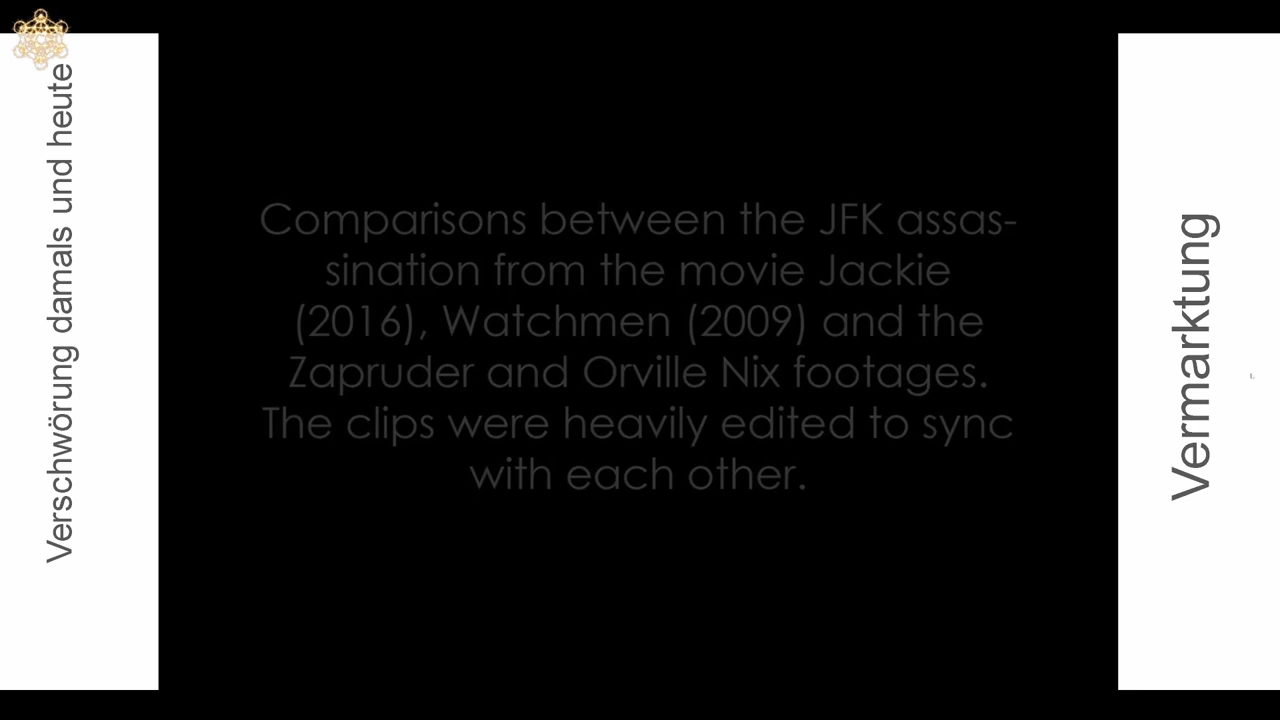 Verschwörung damals und heute
Comparisons between the JFK assas-
sination from the movie Jackie
(2016), Watchmen (2009) and the
Zapruder and Orville Nix footages.
The clips were heavily edited to sync
with each other.
Vermarktung